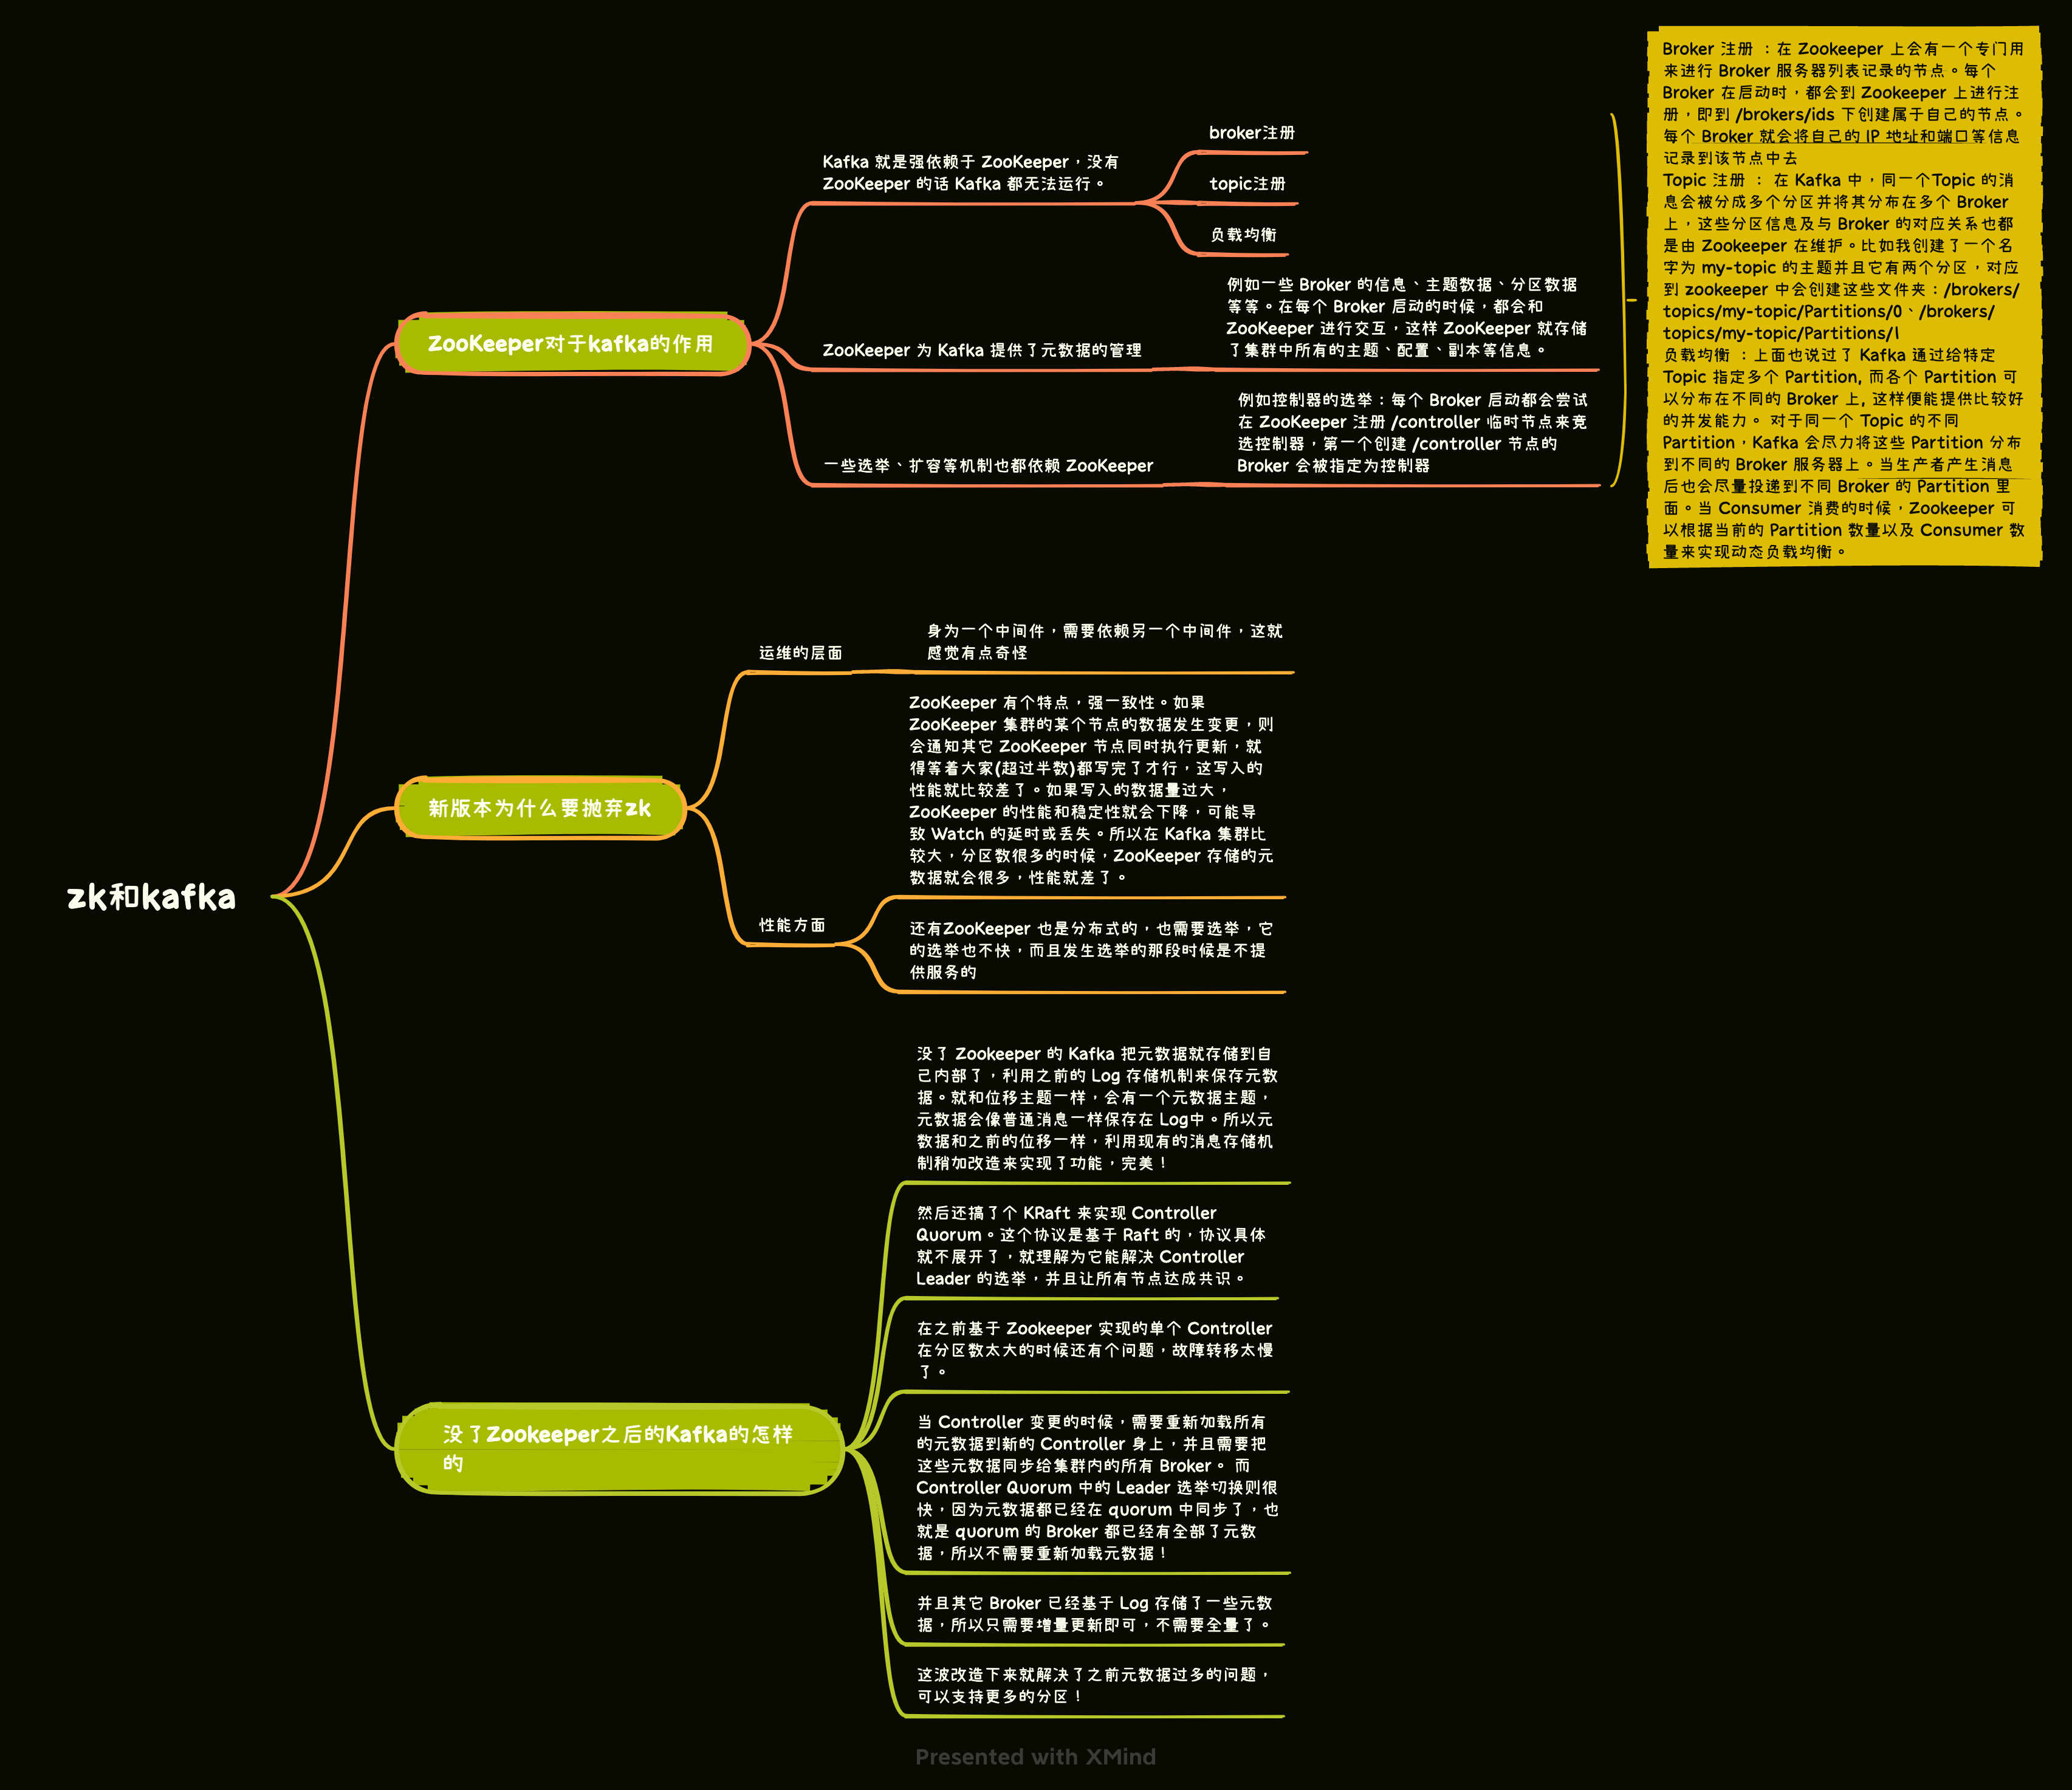 zk和kafka
ZooKeeper对于kafka的作用
Kafka 就是强依赖于 ZooKeeper，没有
ZooKeeper 的话 Kafka 都无法运行。
broker注册
topic注册
负载均衡
ZooKeeper 为 Kafka 提供了元数据的管理
例如一些 Broker 的信息、主题数据、分区数据
等等。在每个 Broker 启动的时候，都会和
ZooKeeper 进行交互，这样 ZooKeeper 就存储
了集群中所有的主题、配置、副本等信息。
一些选举、扩容等机制也都依赖 ZooKeeper
例如控制器的选举：每个 Broker 启动都会尝试
在 ZooKeeper 注册 /controller 临时节点来竞
选控制器，第一个创建 /controller 节点的
Broker 会被指定为控制器
Broker 注册 ：在 Zookeeper 上会有一个专门用
来进行 Broker 服务器列表记录的节点。每个
Broker 在启动时，都会到 Zookeeper 上进行注
册，即到 /brokers/ids 下创建属于自己的节点。
每个 Broker 就会将自己的 IP 地址和端口等信息
记录到该节点中去
Topic 注册 ： 在 Kafka 中，同一个Topic 的消
息会被分成多个分区并将其分布在多个 Broker
上，这些分区信息及与 Broker 的对应关系也都
是由 Zookeeper 在维护。比如我创建了一个名
字为 my-topic 的主题并且它有两个分区，对应
到 zookeeper 中会创建这些文件夹：/brokers/
topics/my-topic/Partitions/0、/brokers/
topics/my-topic/Partitions/1
负载均衡 ：上面也说过了 Kafka 通过给特定
Topic 指定多个 Partition, 而各个 Partition 可
以分布在不同的 Broker 上, 这样便能提供比较好
的并发能力。 对于同一个 Topic 的不同
Partition，Kafka 会尽力将这些 Partition 分布
到不同的 Broker 服务器上。当生产者产生消息
后也会尽量投递到不同 Broker 的 Partition 里
面。当 Consumer 消费的时候，Zookeeper 可
以根据当前的 Partition 数量以及 Consumer 数
量来实现动态负载均衡。
新版本为什么要抛弃zk
运维的层面
身为一个中间件，需要依赖另一个中间件，这就
感觉有点奇怪
性能方面
ZooKeeper 有个特点，强一致性。如果
ZooKeeper 集群的某个节点的数据发生变更，则
会通知其它 ZooKeeper 节点同时执行更新，就
得等着大家(超过半数)都写完了才行，这写入的
性能就比较差了。如果写入的数据量过大，
ZooKeeper 的性能和稳定性就会下降，可能导
致 Watch 的延时或丢失。所以在 Kafka 集群比
较大，分区数很多的时候，ZooKeeper 存储的元
数据就会很多，性能就差了。
还有ZooKeeper 也是分布式的，也需要选举，它
的选举也不快，而且发生选举的那段时候是不提
供服务的
没了Zookeeper之后的Kafka的怎样
的
没了 Zookeeper 的 Kafka 把元数据就存储到自
己内部了，利用之前的 Log 存储机制来保存元数
据。就和位移主题一样，会有一个元数据主题，
元数据会像普通消息一样保存在 Log中。所以元
数据和之前的位移一样，利用现有的消息存储机
制稍加改造来实现了功能，完美！
然后还搞了个 KRaft 来实现 Controller
Quorum。这个协议是基于 Raft 的，协议具体
就不展开了，就理解为它能解决 Controller
Leader 的选举，并且让所有节点达成共识。
在之前基于 Zookeeper 实现的单个 Controller
在分区数太大的时候还有个问题，故障转移太慢
了。
当 Controller 变更的时候，需要重新加载所有
的元数据到新的 Controller 身上，并且需要把
这些元数据同步给集群内的所有 Broker。 而
Controller Quorum 中的 Leader 选举切换则很
快，因为元数据都已经在 quorum 中同步了，也
就是 quorum 的 Broker 都已经有全部了元数
据，所以不需要重新加载元数据！
并且其它 Broker 已经基于 Log 存储了一些元数
据，所以只需要增量更新即可，不需要全量了。
这波改造下来就解决了之前元数据过多的问题，
可以支持更多的分区！
Presented with XMind